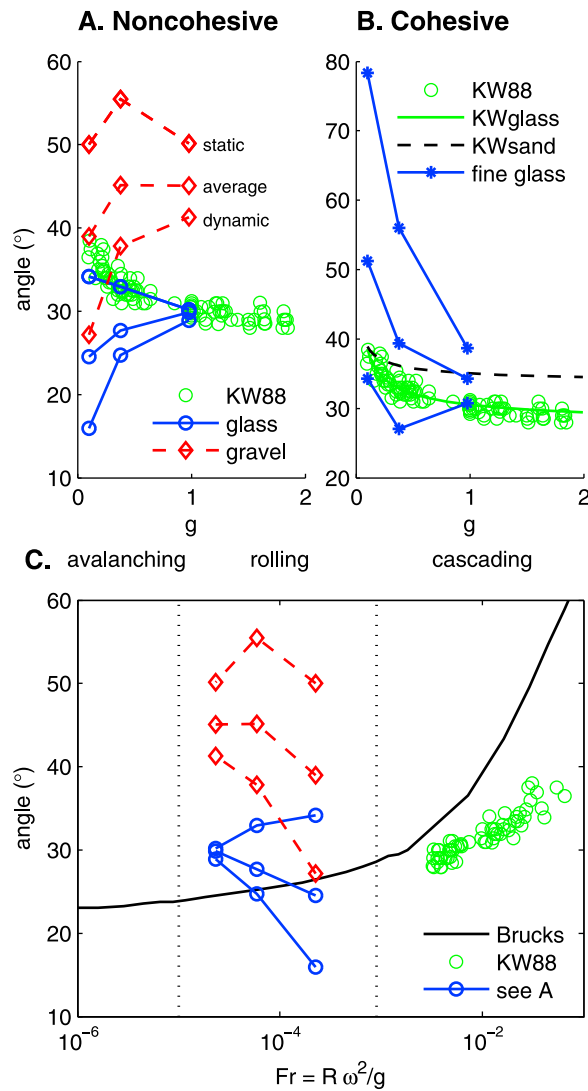 A. Noncohesive
B. Cohesive
angle (°)
60
50
40
30
20
10
static
average
dynamic
KW88
glass
gravel
0
1
2
g
80
70
60
50
40
30
20
KW88
KWglass
KWsand
fine glass
0
1
2
g
C.
avalanching
rolling
cascading
angle (°)
60
50
40
30
20
10
Brucks
KW88
see A
10⁻⁶
10⁻⁴
10⁻²
Fr = R ω²/g